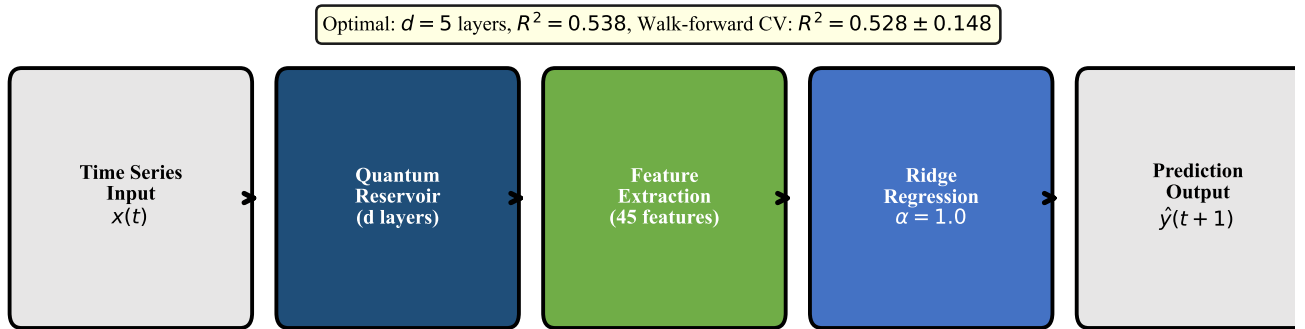 Optimal: d = 5 layers, R² = 0.538, Walk-forward CV: R² = 0.528 ± 0.148
Time Series
Input
x(t)
Quantum
Reservoir
(d layers)
Feature
Extraction
(45 features)
Ridge
Regression
α = 1.0
Prediction
Output
ŷ(t + 1)